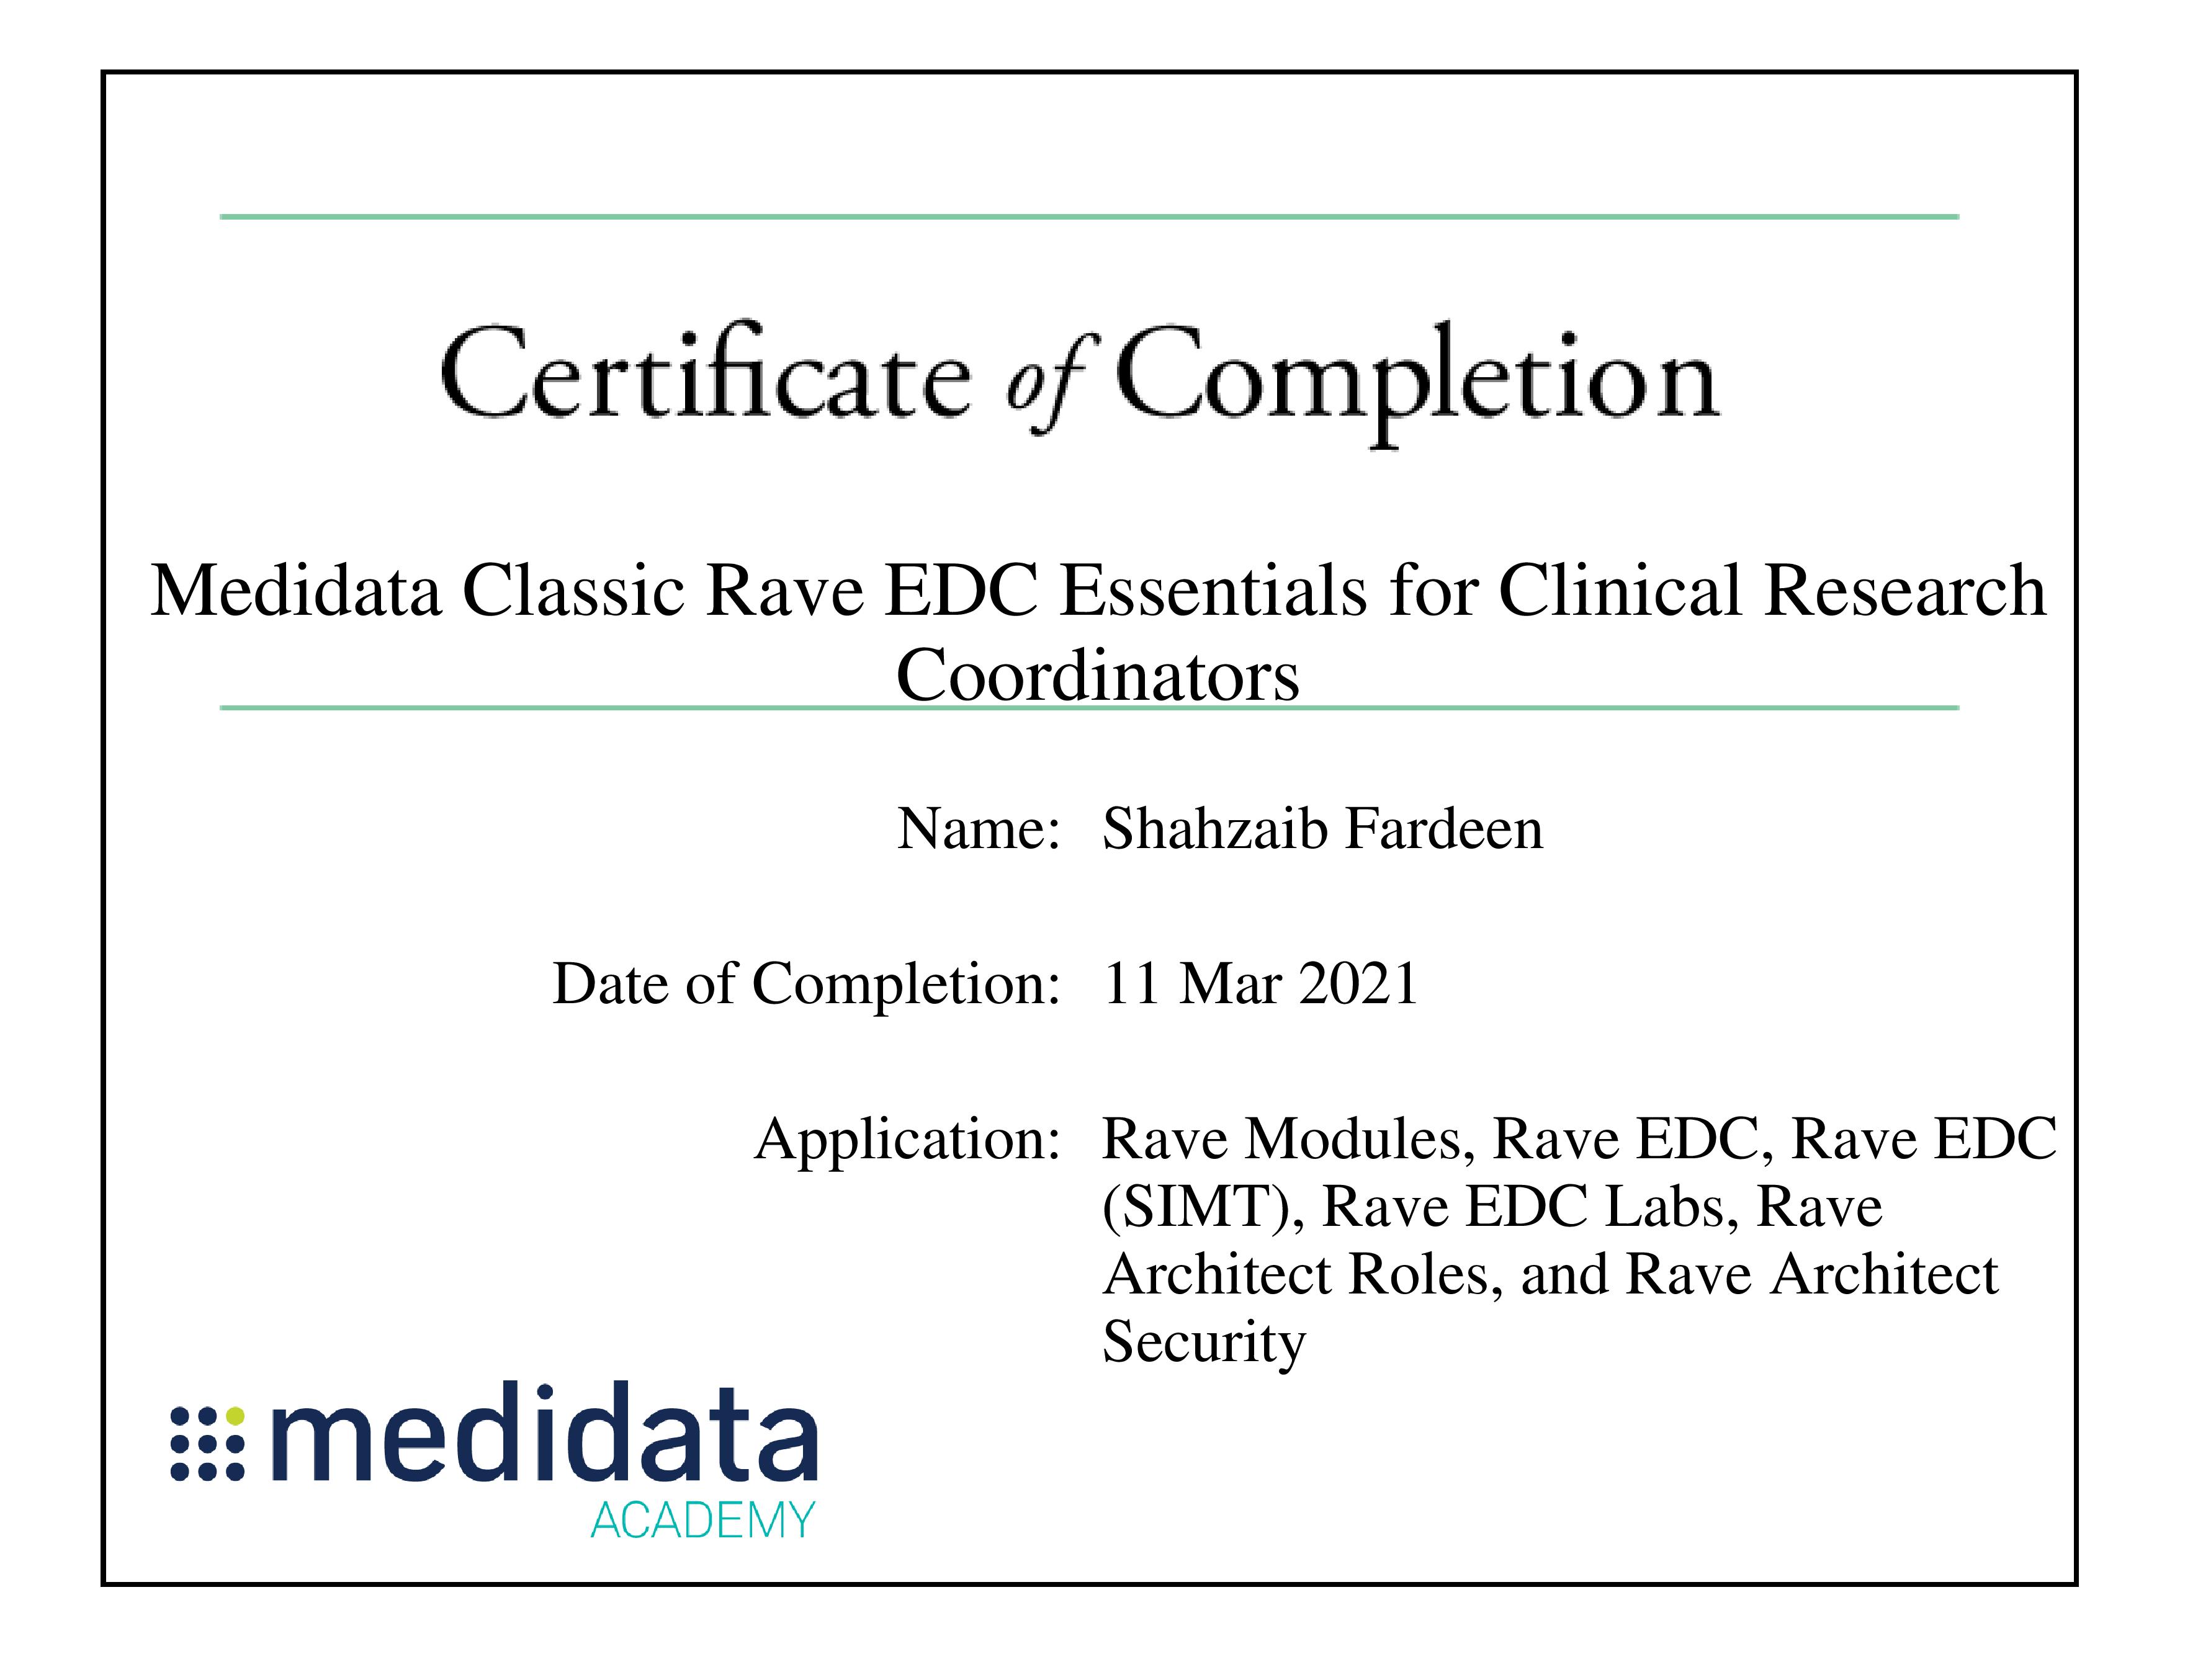 Certificate of Completion
Medidata Classic Rave EDC Essentials for Clinical Research
Coordinators
Name: Shahzaib Fardeen
Date of Completion: 11 Mar 2021
Application: Rave Modules, Rave EDC, Rave EDC
(SIMT), Rave EDC Labs, Rave
Architect Roles, and Rave Architect
Security
medidata
ACADEMY